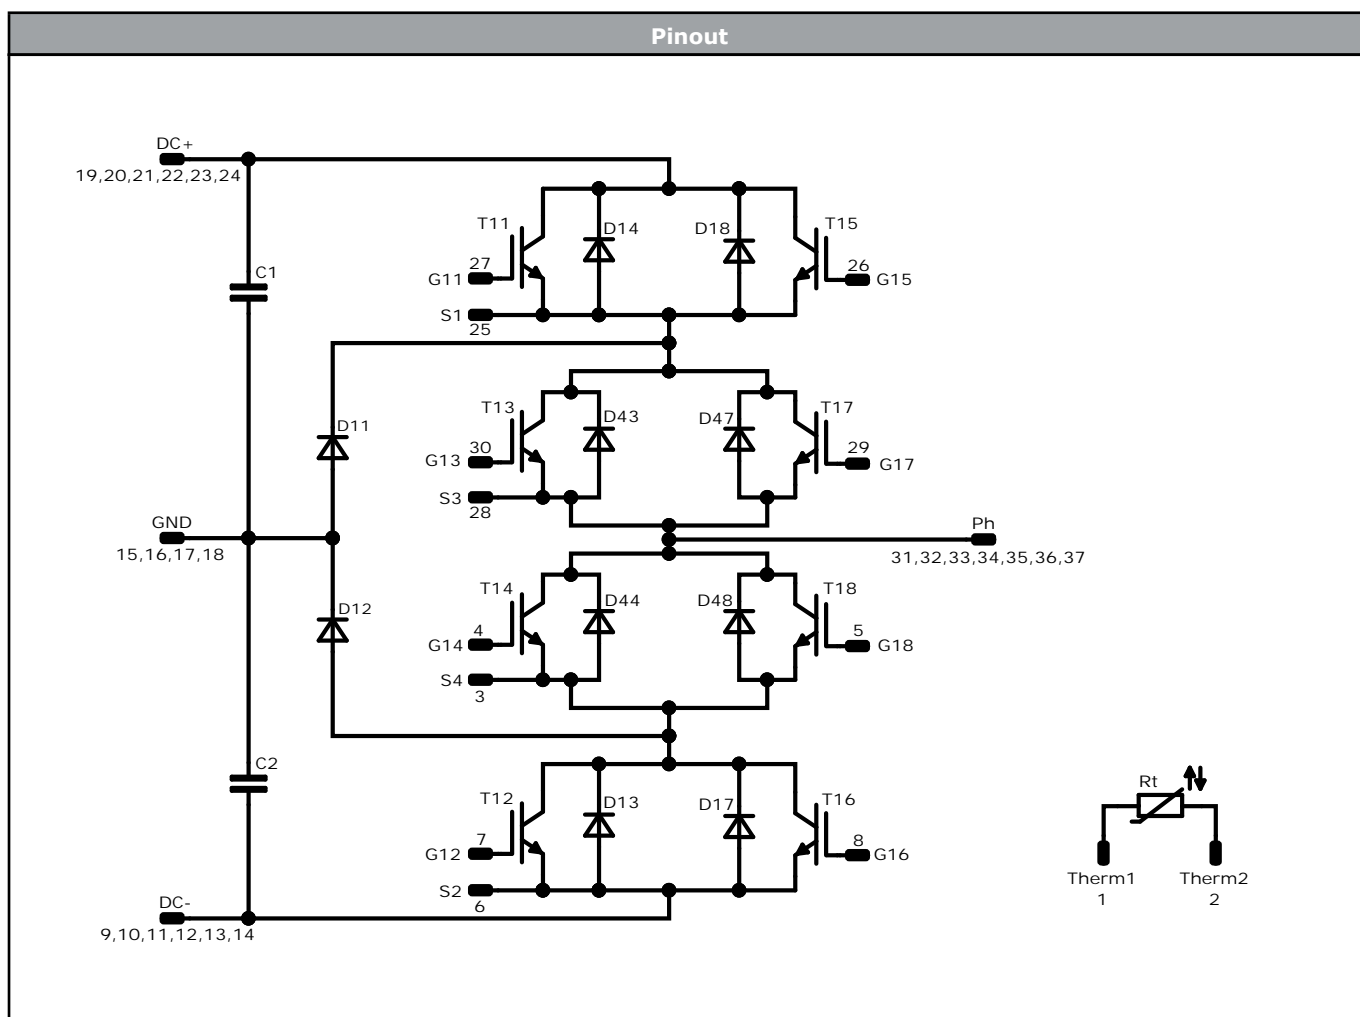 Pinout
DC+
19,20,21,22,23,24
T11
D14
D18
T15
27
G11
26
G15
C1
S1
25
T13
D43
D47
T17
D11
30
G13
29
G17
S3
28
GND
15,16,17,18
Ph
31,32,33,34,35,36,37
T14
D44
D48
T18
D12
4
G14
5
G18
S4
3
C2
T12
D13
D17
T16
Rt
7
G12
8
G16
Therm1
1
Therm2
2
S2
6
DC-
9,10,11,12,13,14